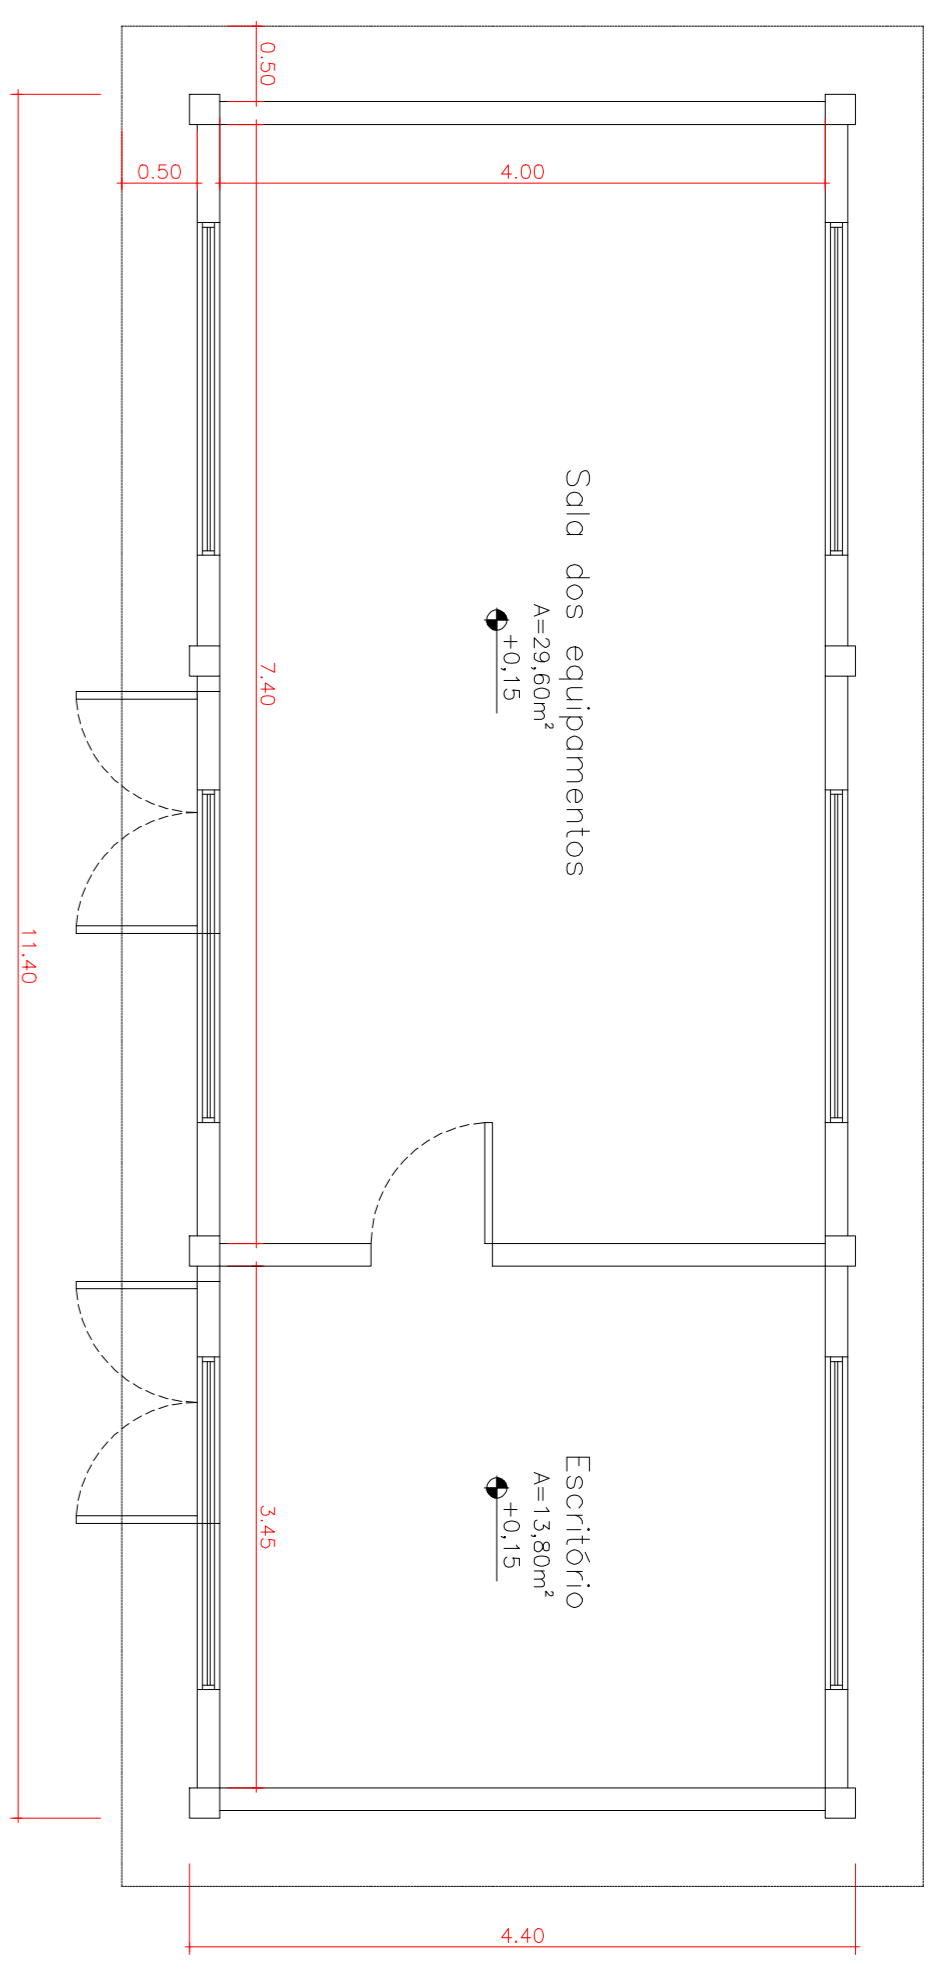 0.50
0.50
4.00
Sala dos equipamentos
A=29,60m²
+0,15
7.40
11.40
Escritório
A=13,80m²
+0,15
3.45
4.40